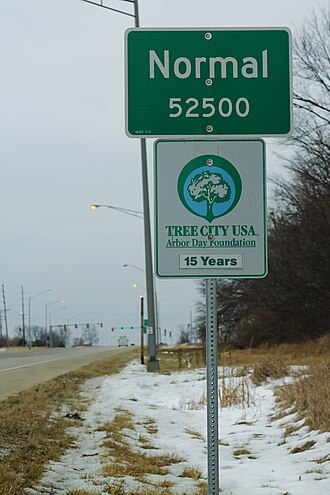 Normal
52500
TREE CITY USA.
Arbor Day Foundation
15 Years